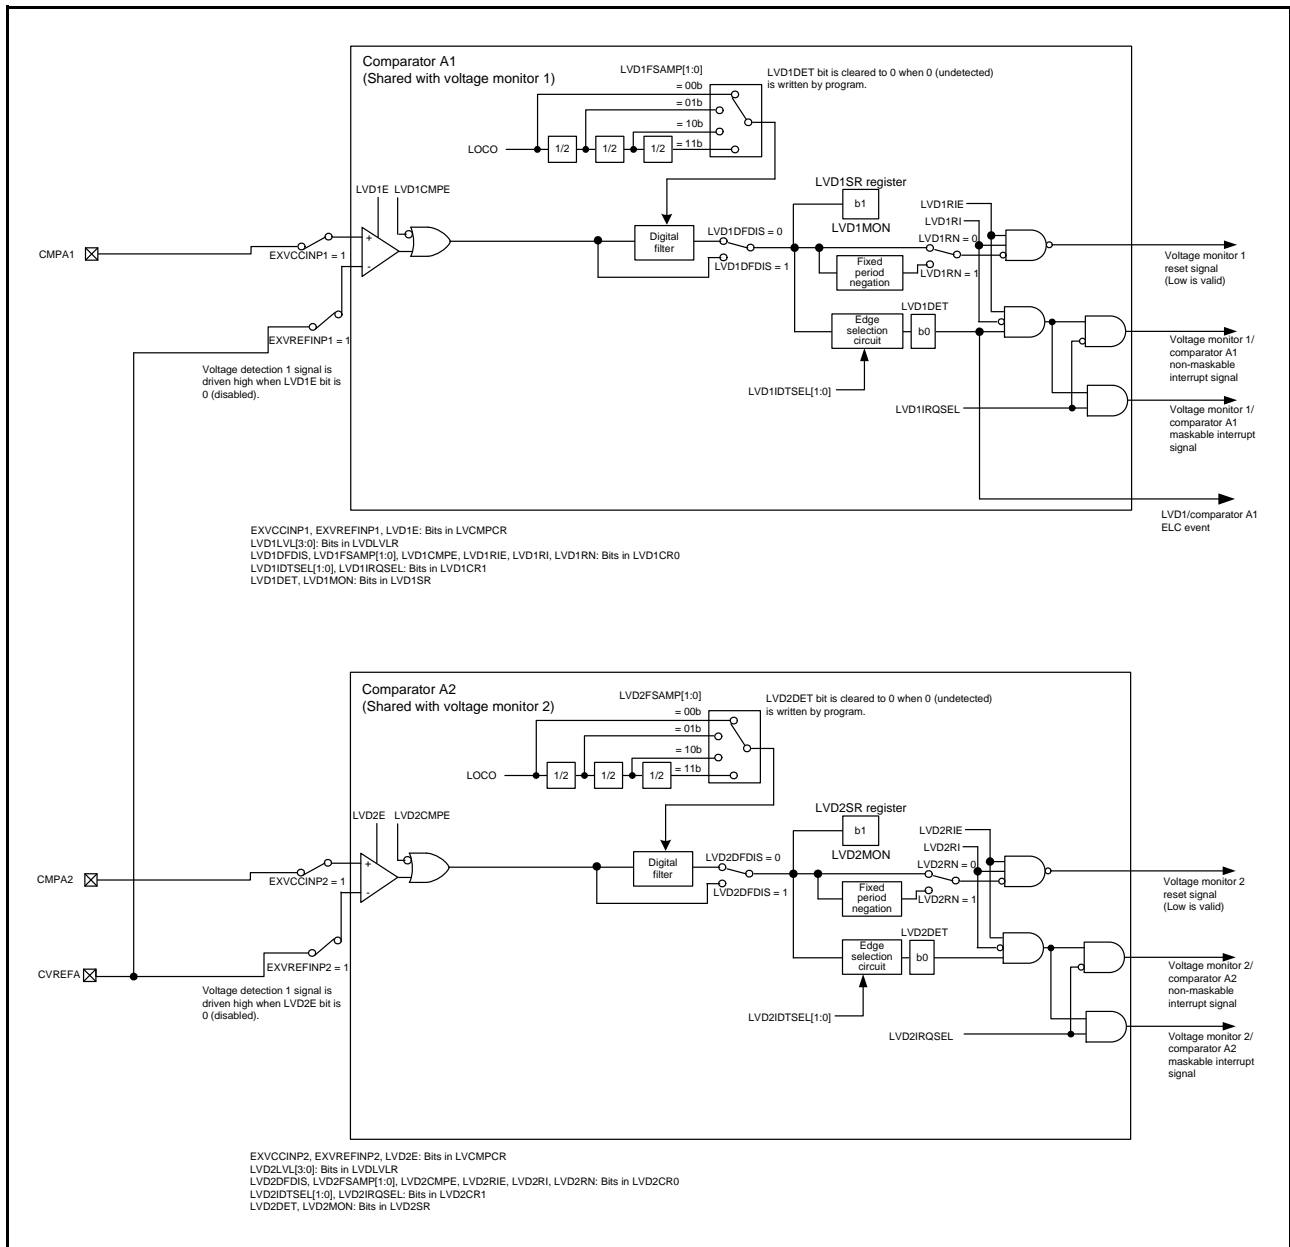 Comparator A1
(Shared with voltage monitor 1)
LVD1FSAMP[1:0]
= 00b
= 01b
= 10b
= 11b
LVD1DET bit is cleared to 0 when 0 (undetected)
is written by program.
LOCO
1/2
1/2
1/2
LVD1E
LVD1CMPE
CMPA1
EXVCCINP1 = 1
+
-
EXVREFINP1 = 1
Voltage detection 1 signal is
driven high when LVD1E bit is
0 (disabled).
Digital
filter
LVD1DFDIS = 0
LVD1DFDIS = 1
LVD1SR register
b1
LVD1MON
Fixed
period
negation
LVD1RIE
LVD1RI
LVD1RN = 0
LVD1RN = 1
LVD1DET
Edge
selection
circuit
b0
LVD1IDTSEL[1:0]
LVD1IRQSEL
Voltage monitor 1
reset signal
(Low is valid)
Voltage monitor 1/
comparator A1
non-maskable
interrupt signal
Voltage monitor 1/
comparator A1
maskable interrupt
signal
LVD1/comparator A1
ELC event
EXVCCINP1, EXVREFINP1, LVD1E: Bits in LVCMPCR
LVD1LVL[3:0]: Bits in LVDLVLR
LVD1DFDIS, LVD1FSAMP[1:0], LVD1CMPE, LVD1RIE, LVD1RI, LVD1RN: Bits in LVD1CR0
LVD1IDTSEL[1:0], LVD1IRQSEL: Bits in LVD1CR1
LVD1DET, LVD1MON: Bits in LVD1SR
Comparator A2
(Shared with voltage monitor 2)
LVD2FSAMP[1:0]
= 00b
= 01b
= 10b
= 11b
LVD2DET bit is cleared to 0 when 0 (undetected)
is written by program.
LOCO
1/2
1/2
1/2
LVD2E
LVD2CMPE
CMPA2
EXVCCINP2 = 1
+
-
CVREFA
EXVREFINP2 = 1
Voltage detection 1 signal is
driven high when LVD2E bit is
0 (disabled).
Digital
filter
LVD2DFDIS = 0
LVD2DFDIS = 1
LVD2SR register
b1
LVD2MON
Fixed
period
negation
LVD2RIE
LVD2RI
LVD2RN = 0
LVD2RN = 1
LVD2DET
Edge
selection
circuit
b0
LVD2IDTSEL[1:0]
LVD2IRQSEL
Voltage monitor 2
reset signal
(Low is valid)
Voltage monitor 2/
comparator A2
non-maskable
interrupt signal
Voltage monitor 2/
comparator A2
maskable interrupt
signal
EXVCCINP2, EXVREFINP2, LVD2E: Bits in LVCMPCR
LVD2LVL[3:0]: Bits in LVDLVLR
LVD2DFDIS, LVD2FSAMP[1:0], LVD2CMPE, LVD2RIE, LVD2RI, LVD2RN: Bits in LVD2CR0
LVD2IDTSEL[1:0], LVD2IRQSEL: Bits in LVD2CR1
LVD2DET, LVD2MON: Bits in LVD2SR